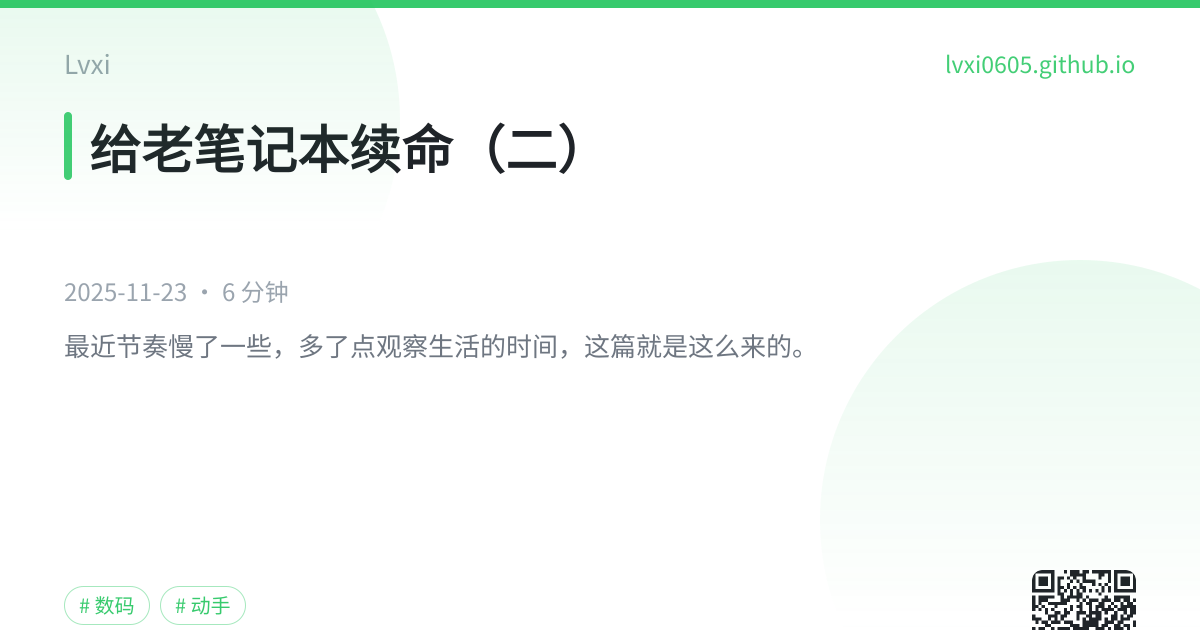 Lvxi
lvxi0605.github.io
给老笔记本续命（二）
2025-11-23 · 6 分钟
最近节奏慢了一些，多了点观察生活的时间，这篇就是这么来的。
# 数码
# 动手